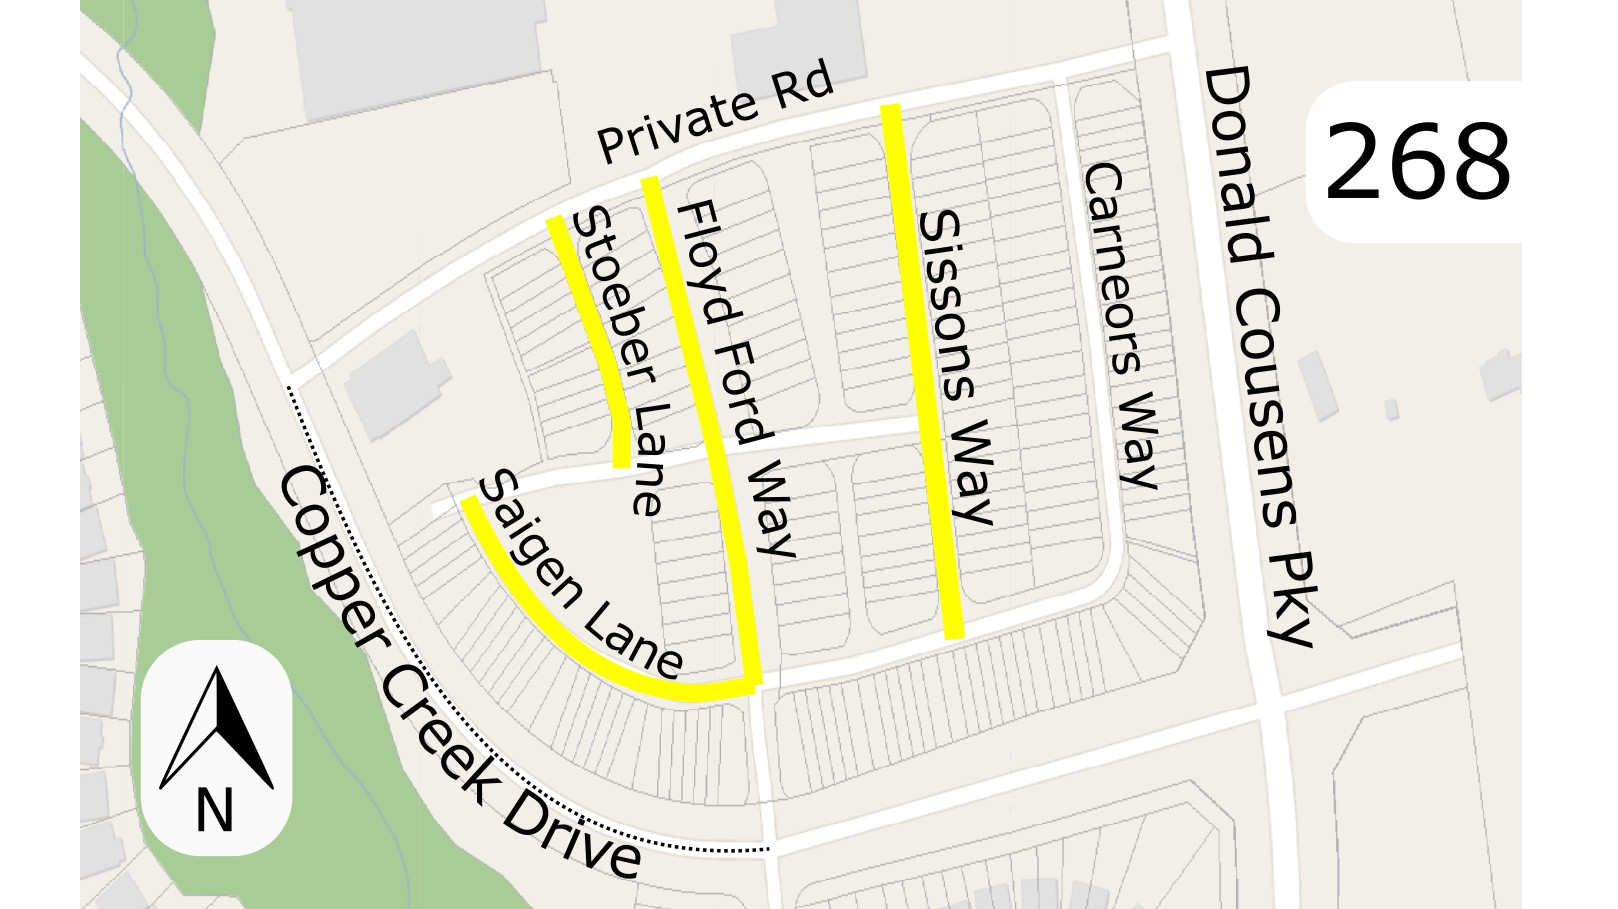 Private Rd
Donald Cousens Pky
268
Stoeber Lane
Floyd Ford Way
Sissons Way
Carneors Way
Saigen Lane
Copper Creek Drive
N